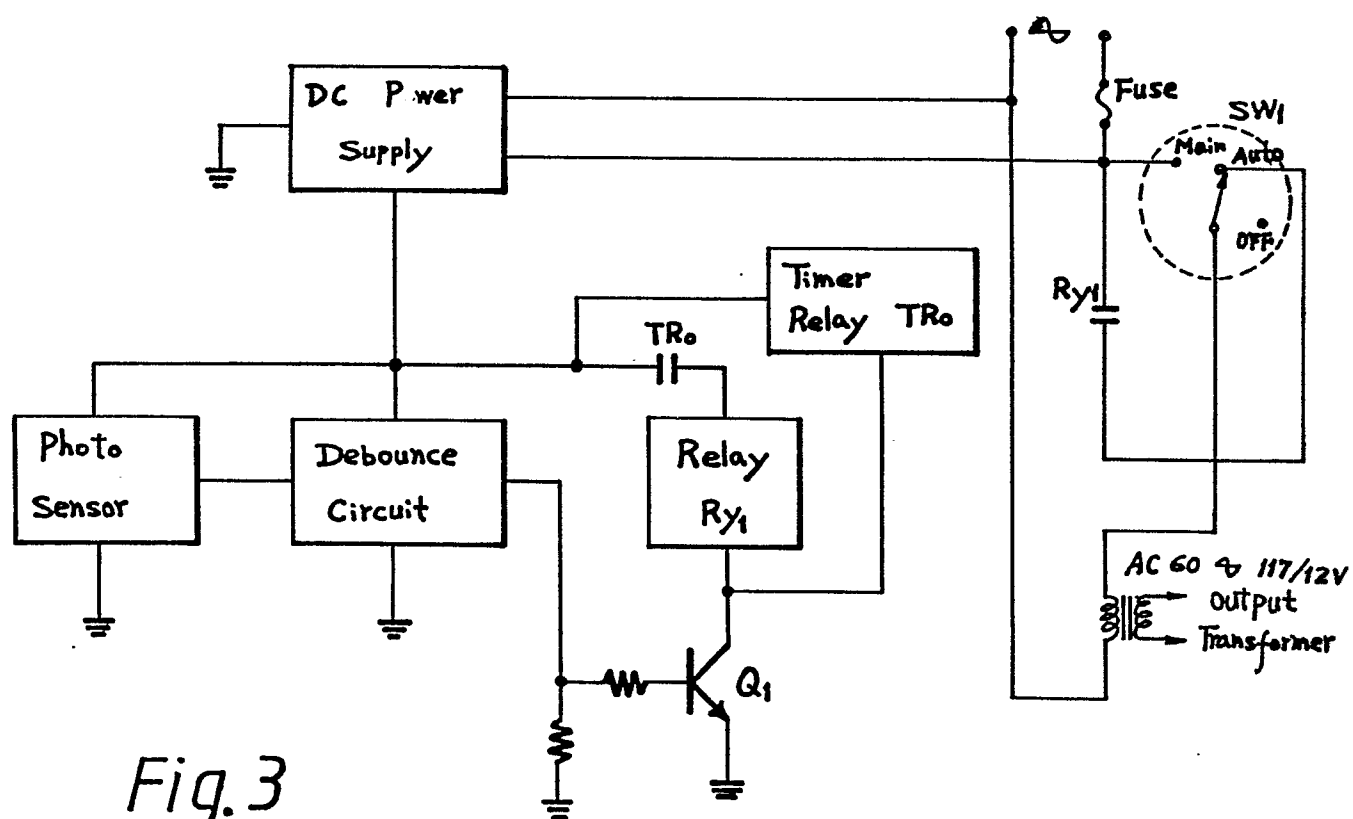 DC P wer
Supply
Fuse
SW1
Main
Auto
OFF
Timer
Relay TRo
Ry1
TRo
Photo
Sensor
Debounce
Circuit
Relay
Ry1
AC 60 ∿ 117/12V
output
Transformer
Q1
Fig. 3